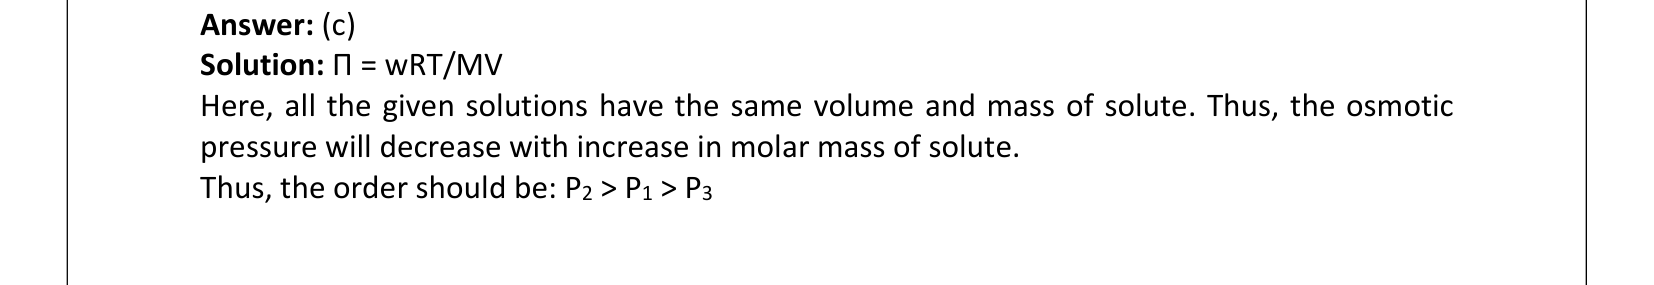 Answer: (c)
Solution: Π = wRT/MV
Here, all the given solutions have the same volume and mass of solute. Thus, the osmotic
pressure will decrease with increase in molar mass of solute.
Thus, the order should be: P₂ > P₁ > P₃